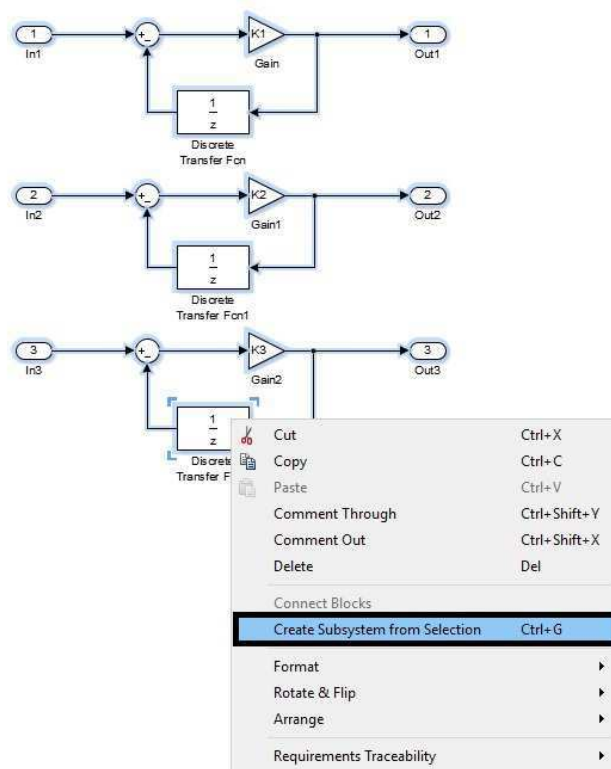 1
In1
+
-
K1
Gain
1
Out1
1
z
Discrete
Transfer Fcn
2
In2
+
-
K2
Gain1
2
Out2
1
z
Discrete
Transfer Fcn1
3
In3
+
-
K3
Gain2
3
Out3
1
z
Discrete
Transfer F
Cut Ctrl+X
Copy Ctrl+C
Paste Ctrl+V
Comment Through Ctrl+Shift+Y
Comment Out Ctrl+Shift+X
Delete Del
Connect Blocks
Create Subsystem from Selection Ctrl+G
Format
Rotate & Flip
Arrange
Requirements Traceability